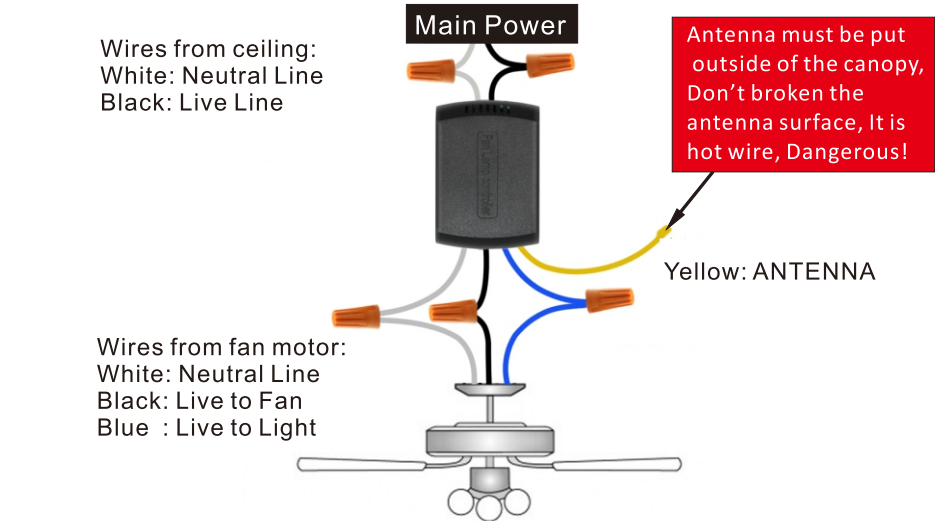 Main Power
Wires from ceiling:
White: Neutral Line
Black: Live Line
Antenna must be put
outside of the canopy,
Don't broken the
antenna surface, It is
hot wire, Dangerous!
Yellow: ANTENNA
Wires from fan motor:
White: Neutral Line
Black: Live to Fan
Blue : Live to Light